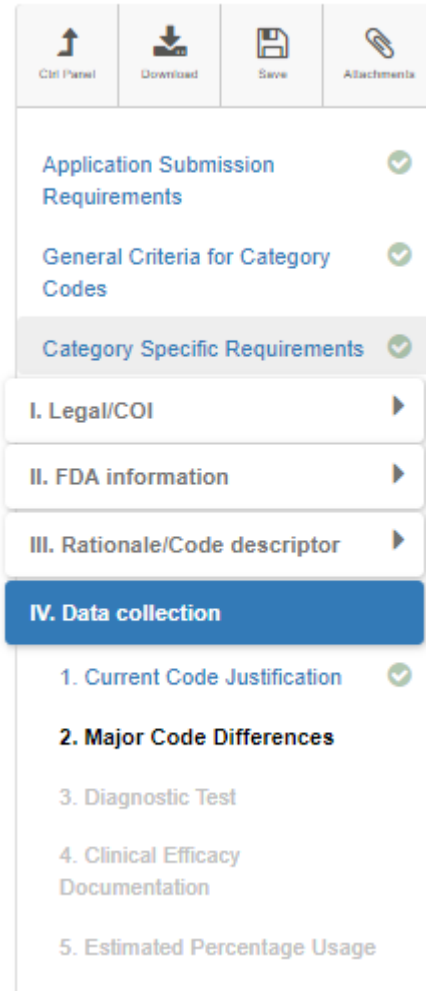 Ctrl Panel Download Save Attachments
Application Submission
Requirements
General Criteria for Category
Codes
Category Specific Requirements
I. Legal/COI
II. FDA information
III. Rationale/Code descriptor
IV. Data collection
1. Current Code Justification
2. Major Code Differences
3. Diagnostic Test
4. Clinical Efficacy
Documentation
5. Estimated Percentage Usage